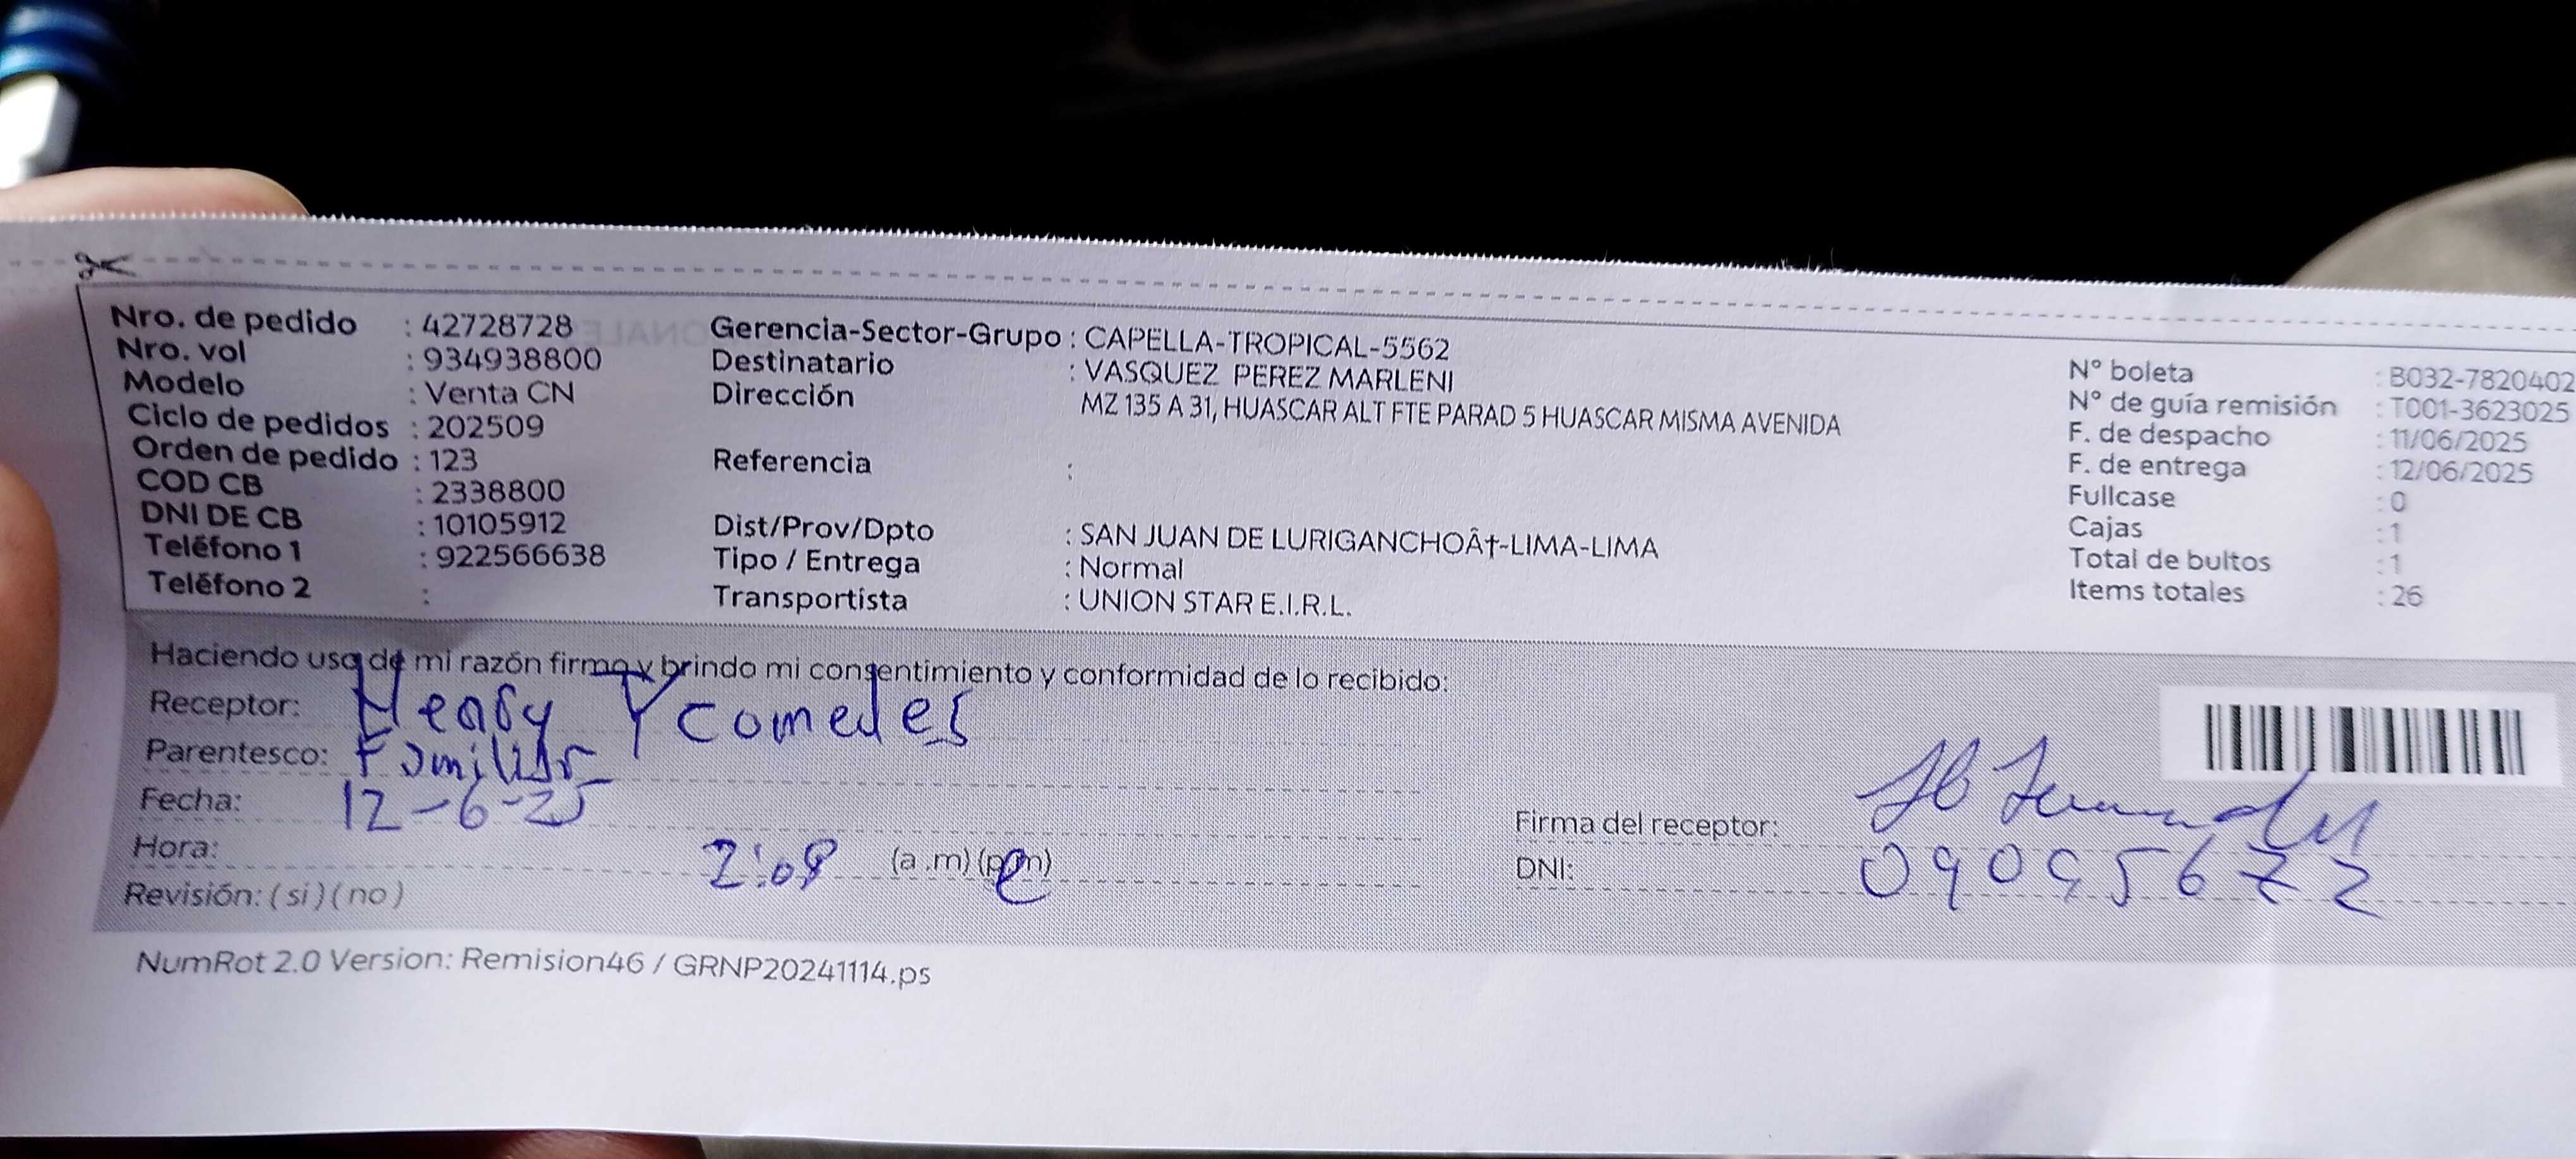 Nro. de pedido : 42728728
Nro. vol : 934938800
Modelo : Venta CN
Ciclo de pedidos : 202509
Orden de pedido : 123
COD CB : 2338800
DNI DE CB : 10105912
Teléfono 1 : 922566638
Teléfono 2 :
Gerencia-Sector-Grupo : CAPELLA-TROPICAL-5562
Destinatario : VASQUEZ PEREZ MARLENI
Dirección MZ 135 A 31, HUASCAR ALT FTE PARAD 5 HUASCAR MISMA AVENIDA
Referencia :
Dist/Prov/Dpto : SAN JUAN DE LURIGANCHOÂ†-LIMA-LIMA
Tipo / Entrega : Normal
Transportista : UNION STAR E.I.R.L.
N° boleta : B032-7820402
N° de guía remisión : T001-3623025
F. de despacho : 11/06/2025
F. de entrega : 12/06/2025
Fullcase : 0
Cajas : 1
Total de bultos : 1
Items totales : 26
Haciendo uso de mi razón firmo y brindo mi consentimiento y conformidad de lo recibido:
Receptor:
Parentesco: Familiar
Fecha: 12-6-25
Hora: 2:08 (a.m) (p.m)
Revisión: ( si ) ( no )
Firma del receptor:
DNI:
NumRot 2.0 Version: Remision46 / GRNP20241114.ps